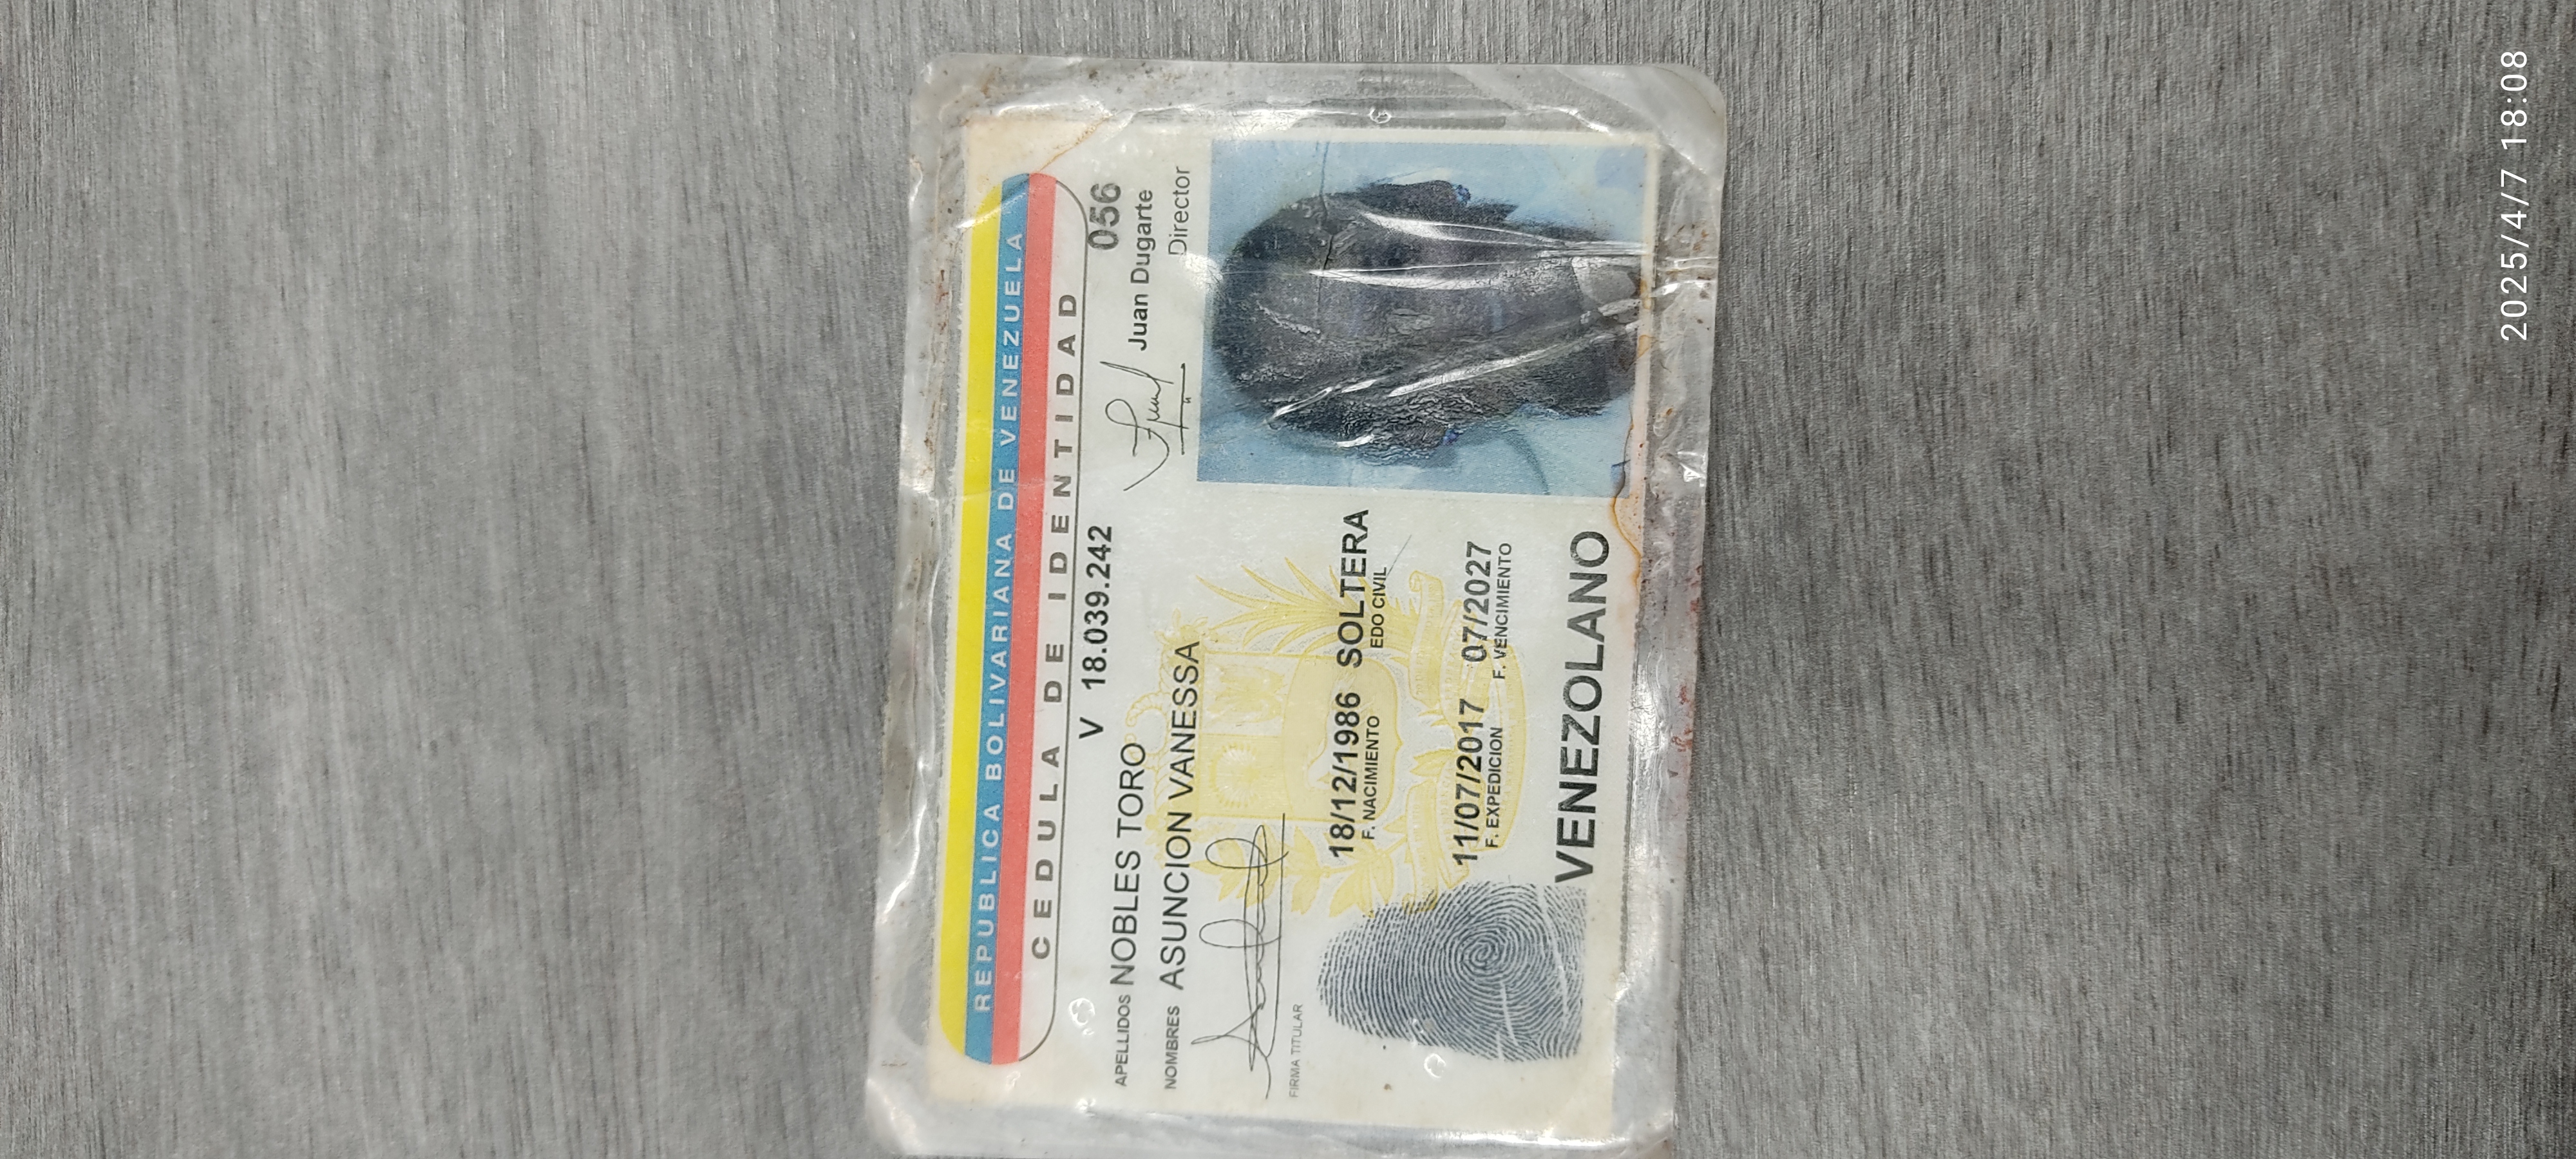 REPUBLICA BOLIVARIANA DE VENEZUELA
CEDULA DE IDENTIDAD
V 18.039.242
056
APELLIDOS NOBLES TORO
Juan Dugarte
Director
NOMBRES ASUNCION VANESSA
FIRMA TITULAR
18/12/1986 SOLTERA
F. NACIMIENTO EDO CIVIL
11/07/2017 07/2027
F. EXPEDICION F. VENCIMIENTO
VENEZOLANO
2025/4/7 18:08